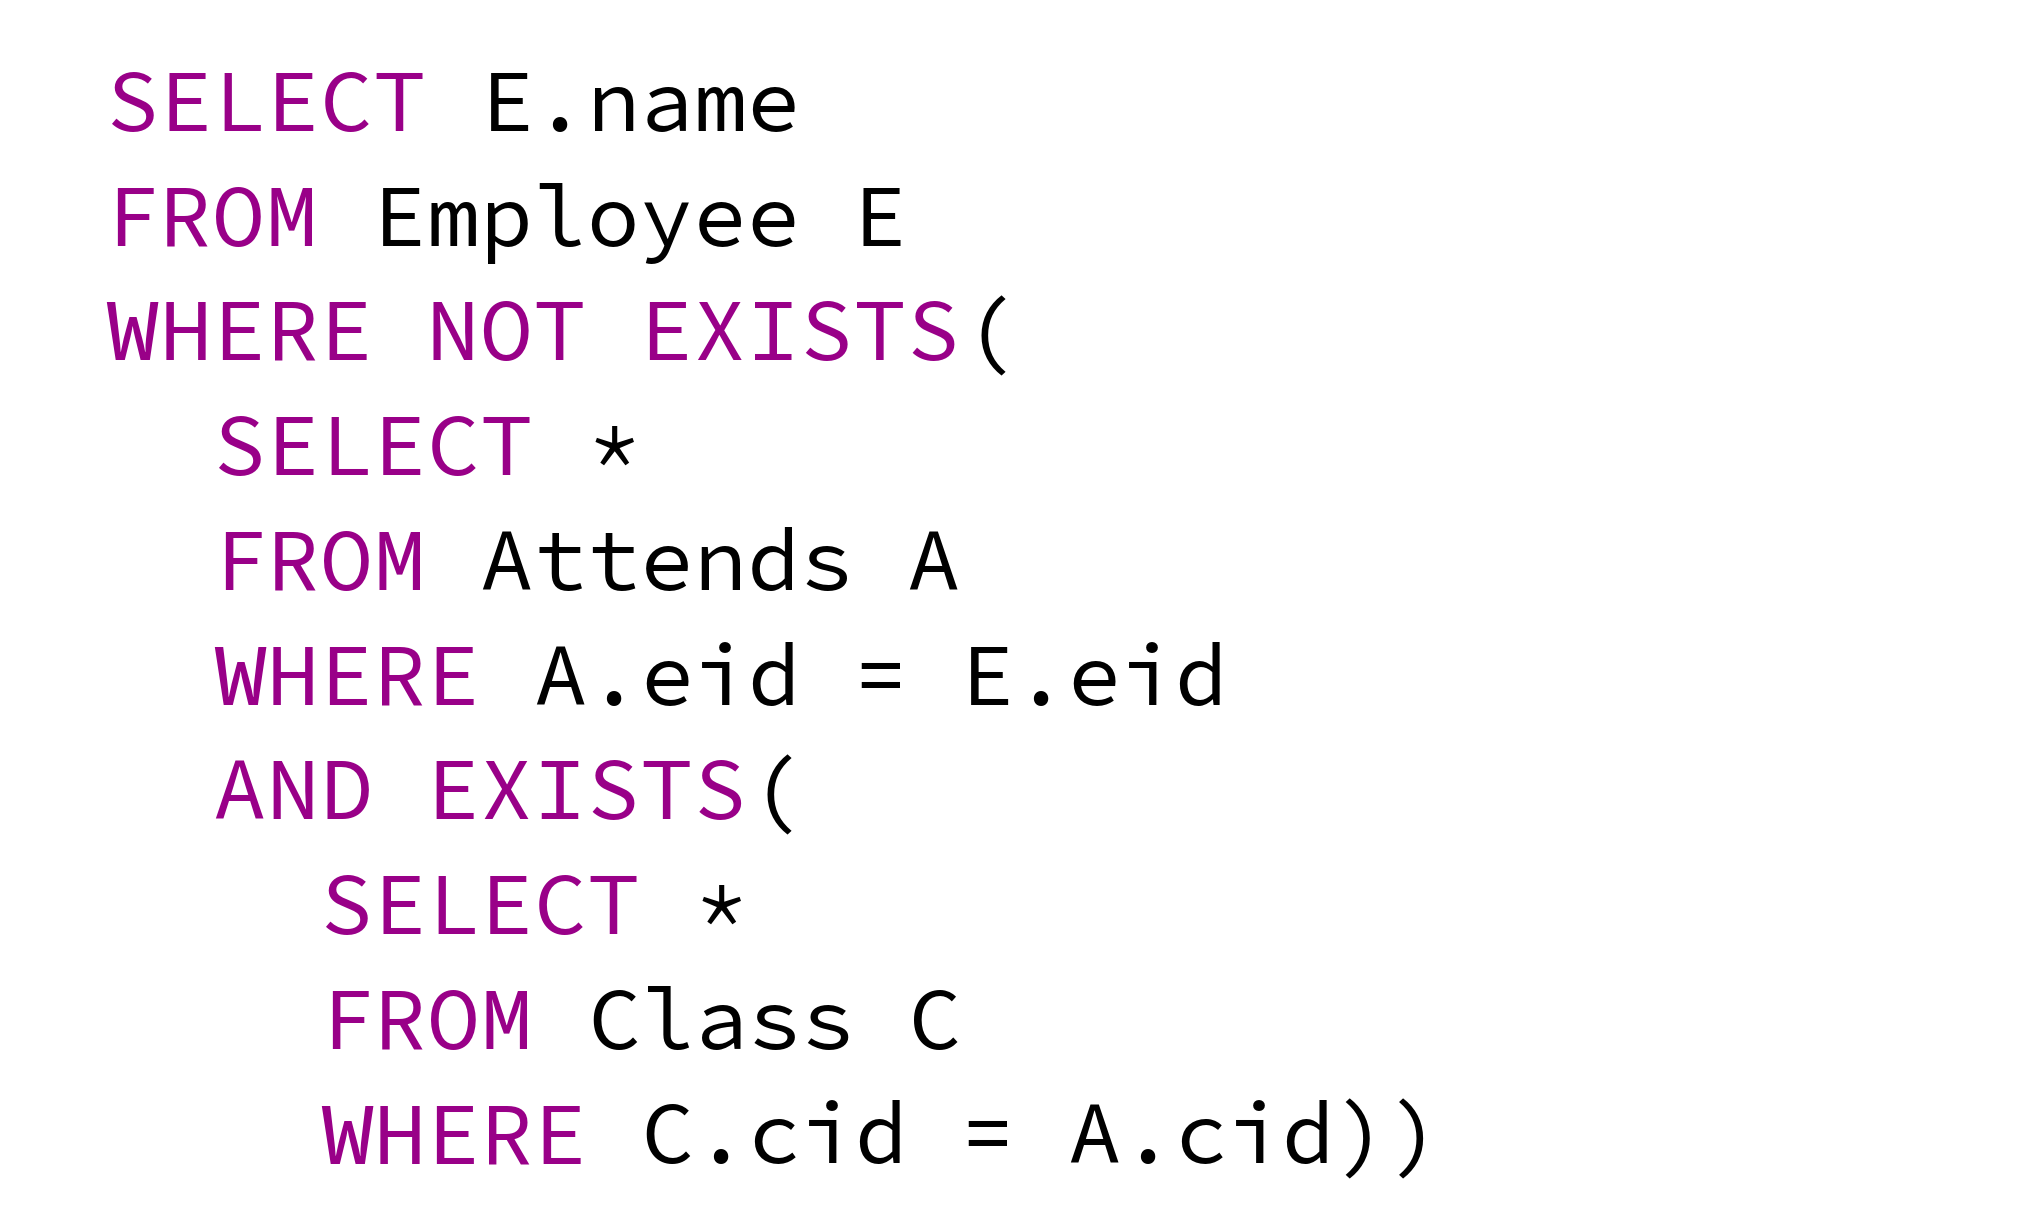 SELECT E.name
FROM Employee E
WHERE NOT EXISTS(
  SELECT *
  FROM Attends A
  WHERE A.eid = E.eid
  AND EXISTS(
    SELECT *
    FROM Class C
    WHERE C.cid = A.cid))